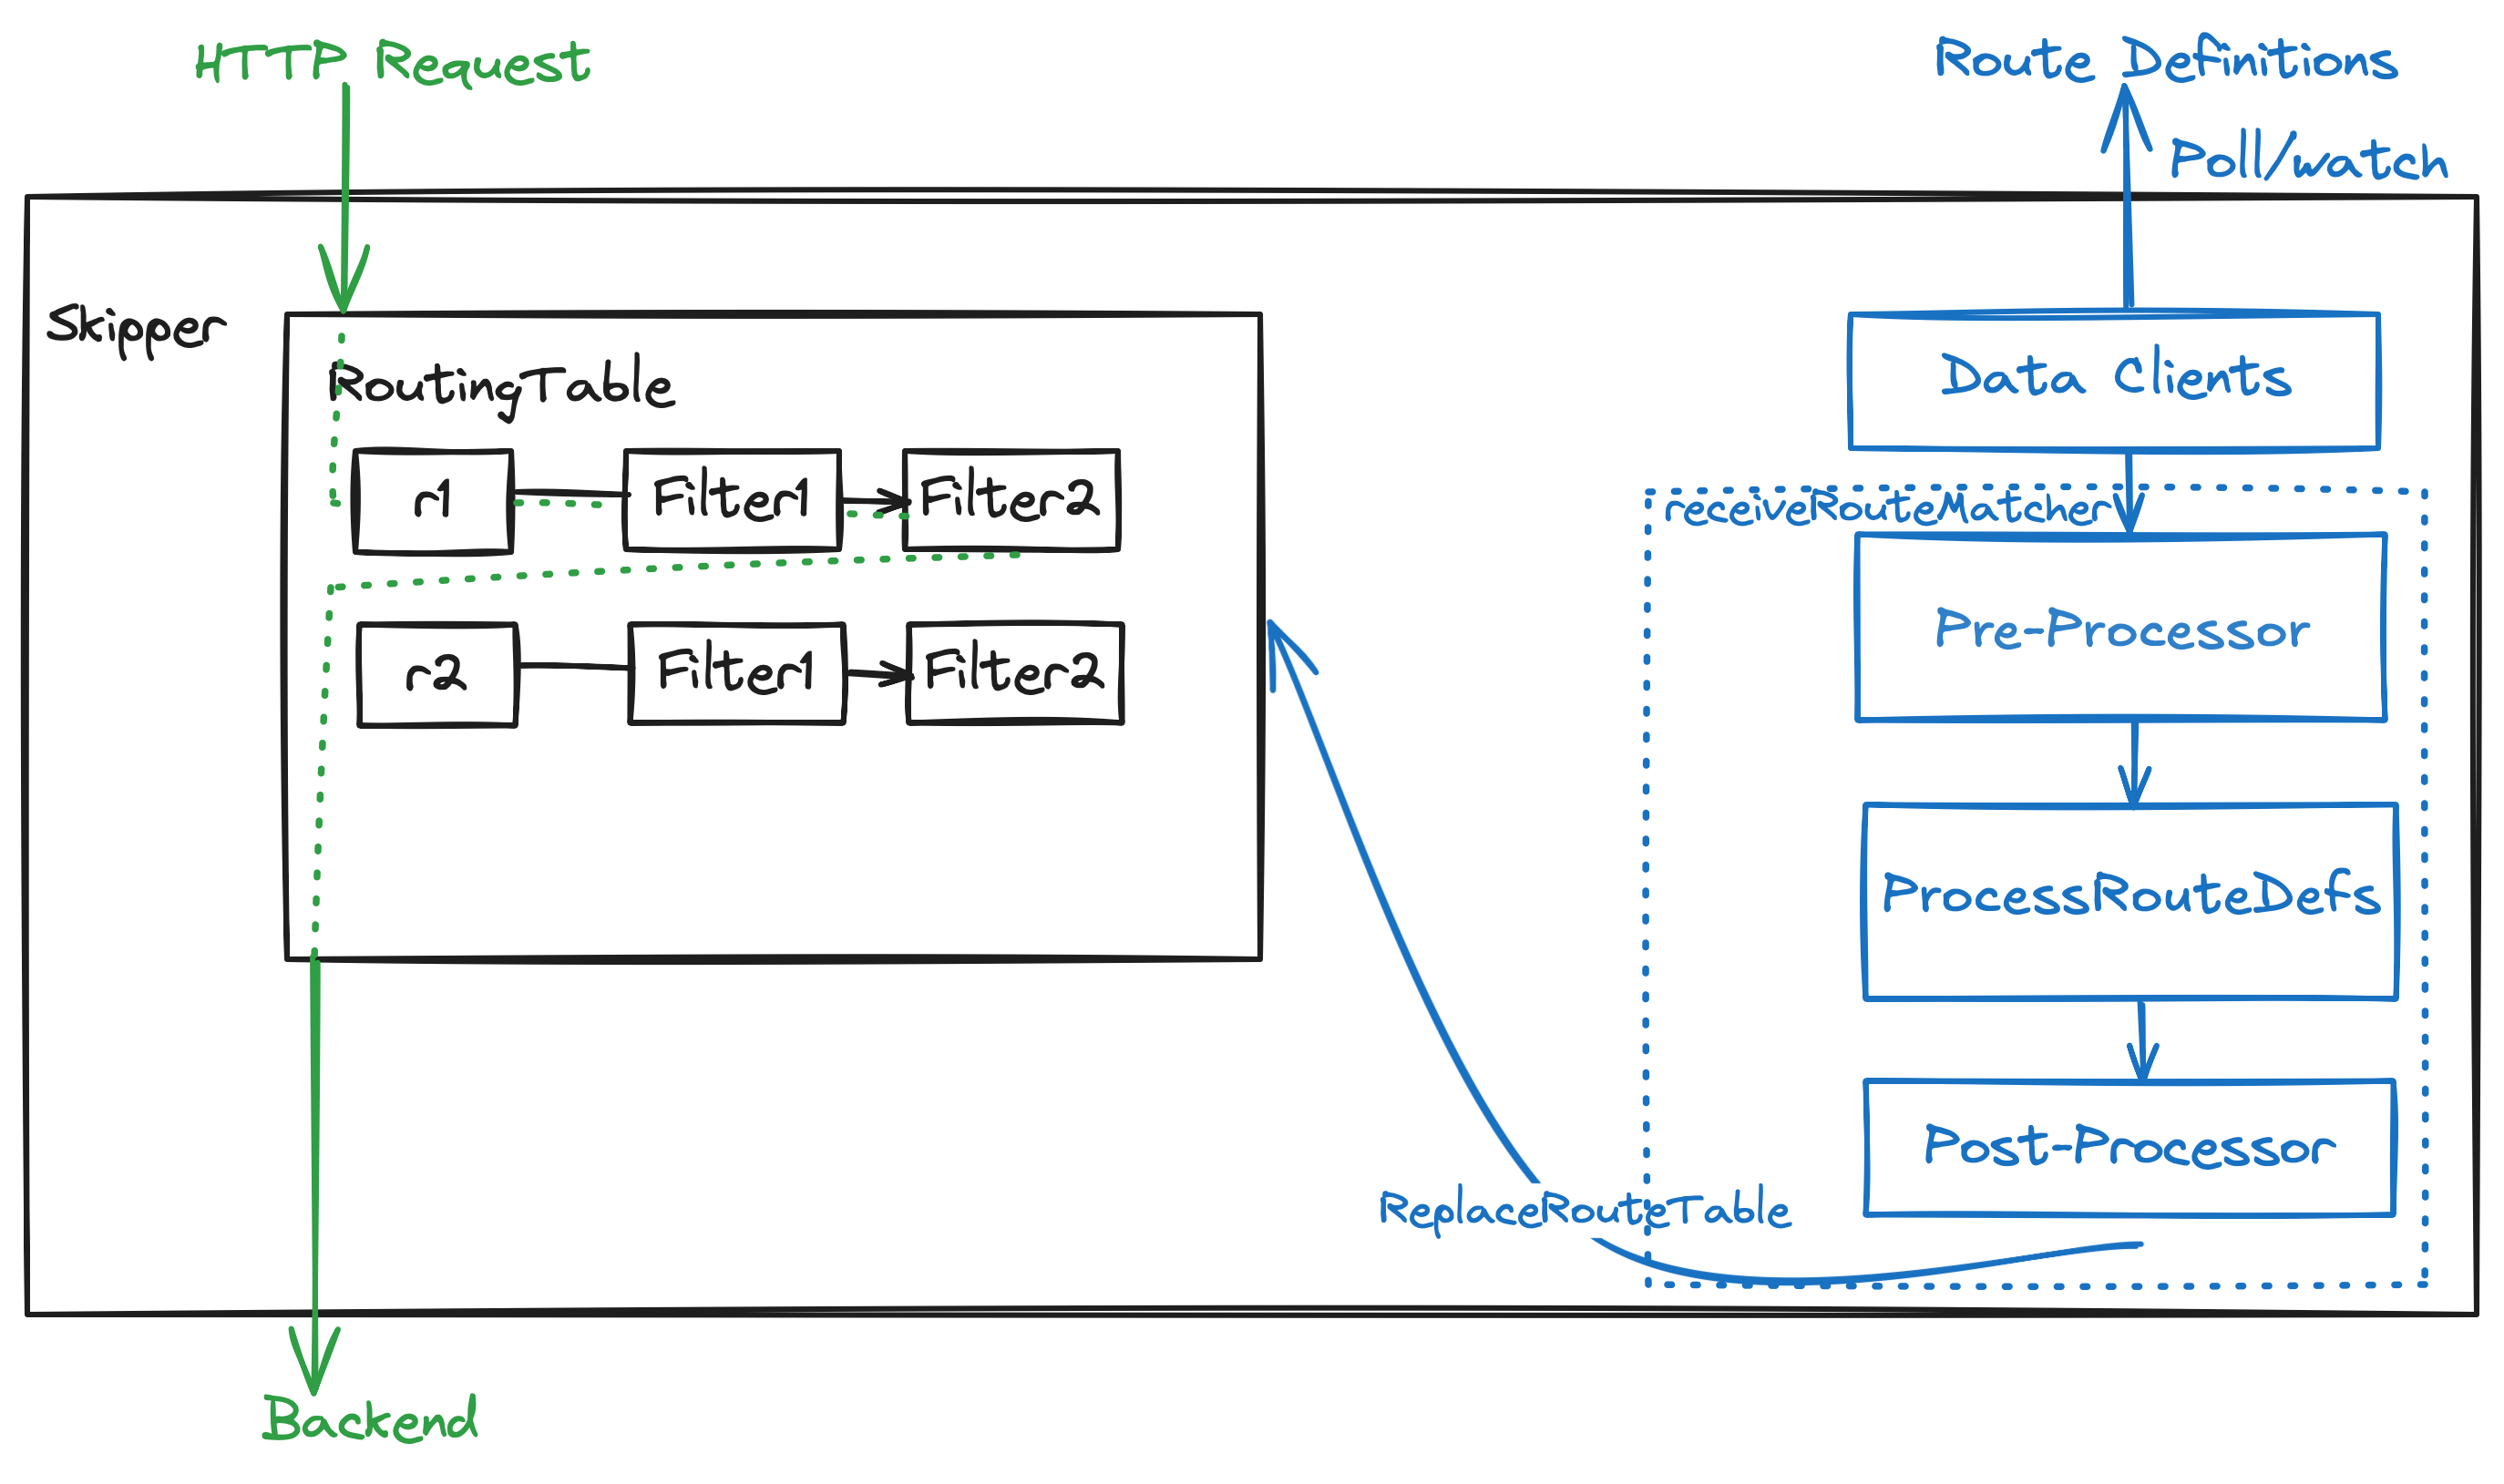 HTTP Request
Route Definitions
Poll/watch
Skipper
RoutingTable
Data Clients
r1
Filter1
Filter2
receiveRouteMatcher
r2
Filter1
Filter2
Pre-Processor
ProcessRouteDefs
Post-Processor
ReplaceRouteTable
Backend